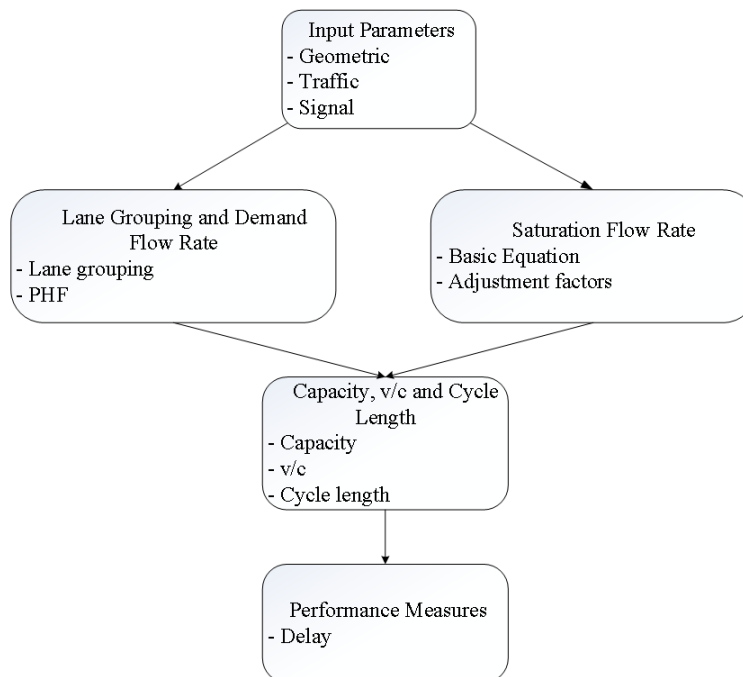 Input Parameters
- Geometric
- Traffic
- Signal
Lane Grouping and Demand
Flow Rate
- Lane grouping
- PHF
Saturation Flow Rate
- Basic Equation
- Adjustment factors
Capacity, v/c and Cycle
Length
- Capacity
- v/c
- Cycle length
Performance Measures
- Delay